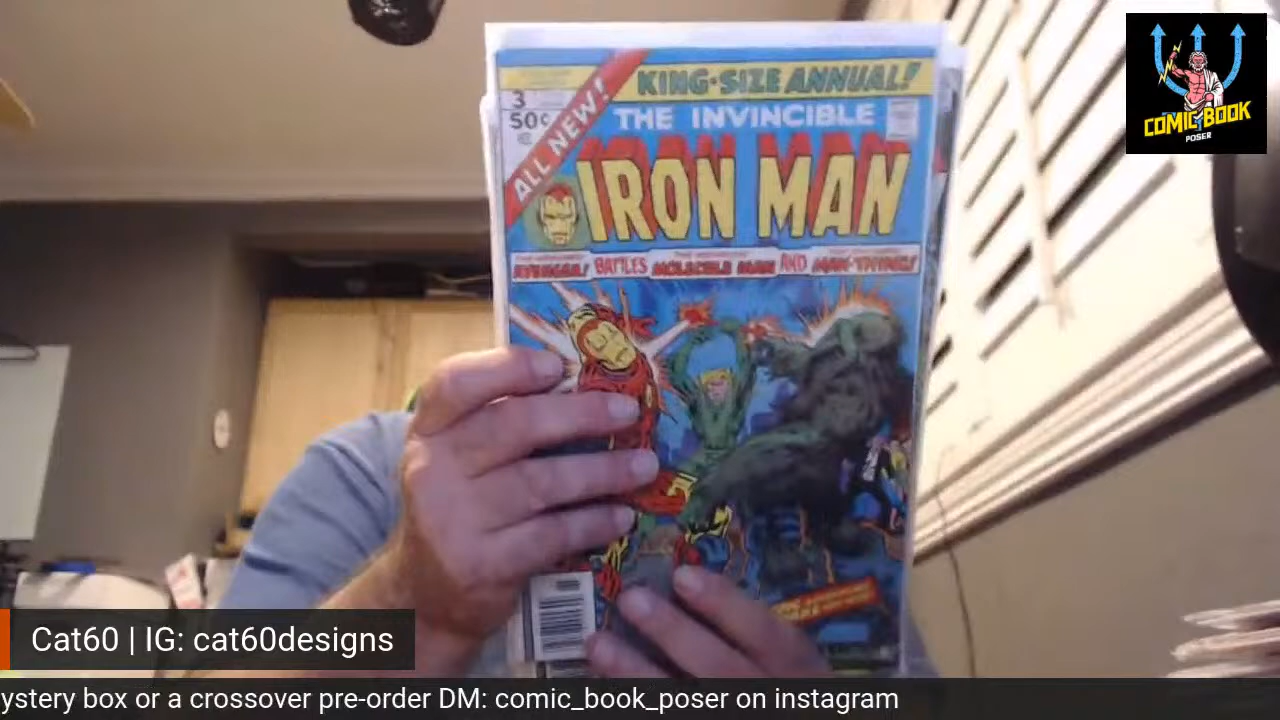 KING-SIZE ANNUAL!
3
50¢
ALL NEW!
THE INVINCIBLE
IRON MAN
AVENGER! BATTLES MOLECULE MAN AND MAN-THING!
COMIC BOOK
POSER
Cat60 | IG: cat60designs
ystery box or a crossover pre-order DM: comic_book_poser on instagram